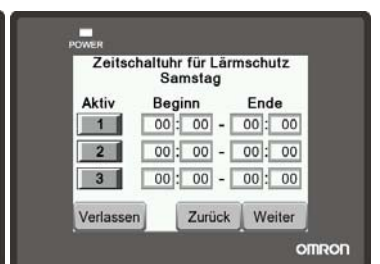 POWER
Zeitschaltuhr für Lärmschutz
Samstag
Aktiv Beginn Ende
1 00 : 00 - 00 : 00
2 00 : 00 - 00 : 00
3 00 : 00 - 00 : 00
Verlassen Zurück Weiter
OMRON